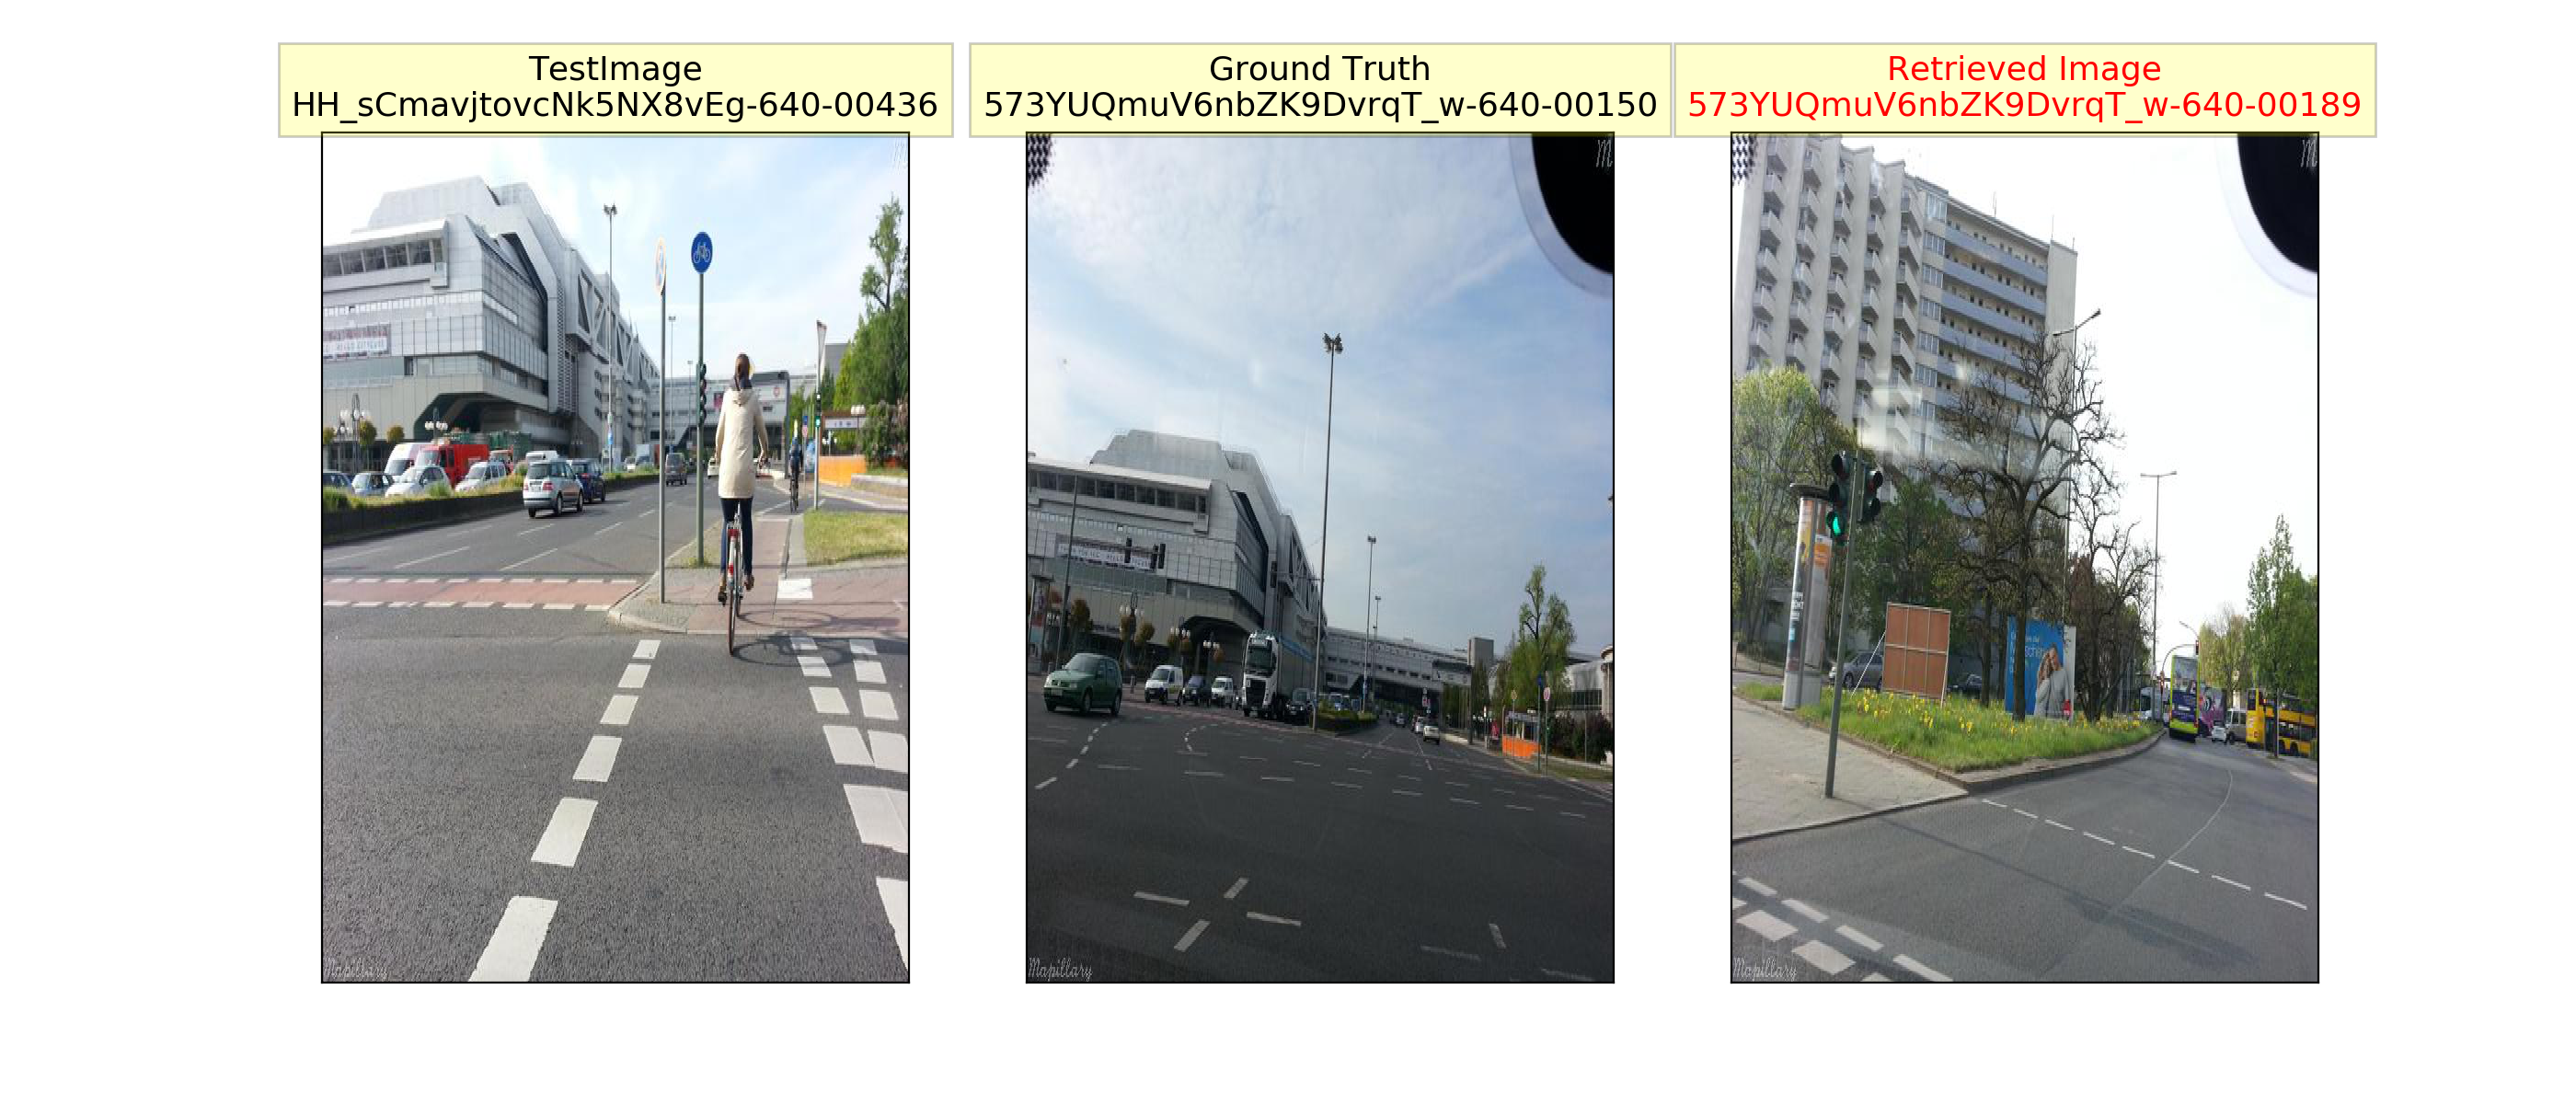 TestImage
HH_sCmavjtovcNk5NX8vEg-640-00436
Ground Truth
573YUQmuV6nbZK9DvrqT_w-640-00150
Retrieved Image
573YUQmuV6nbZK9DvrqT_w-640-00189
M
M
M
Mapillary
Mapillary
Mapillary